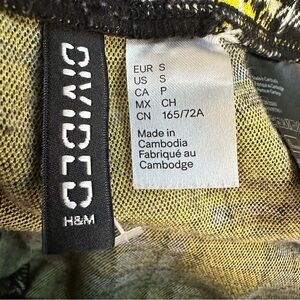 DIVIDED
H&M
EUR S
US S
CA P
MX CH
CN 165/72A
Made in
Cambodia
Fabriqué au
Cambodge